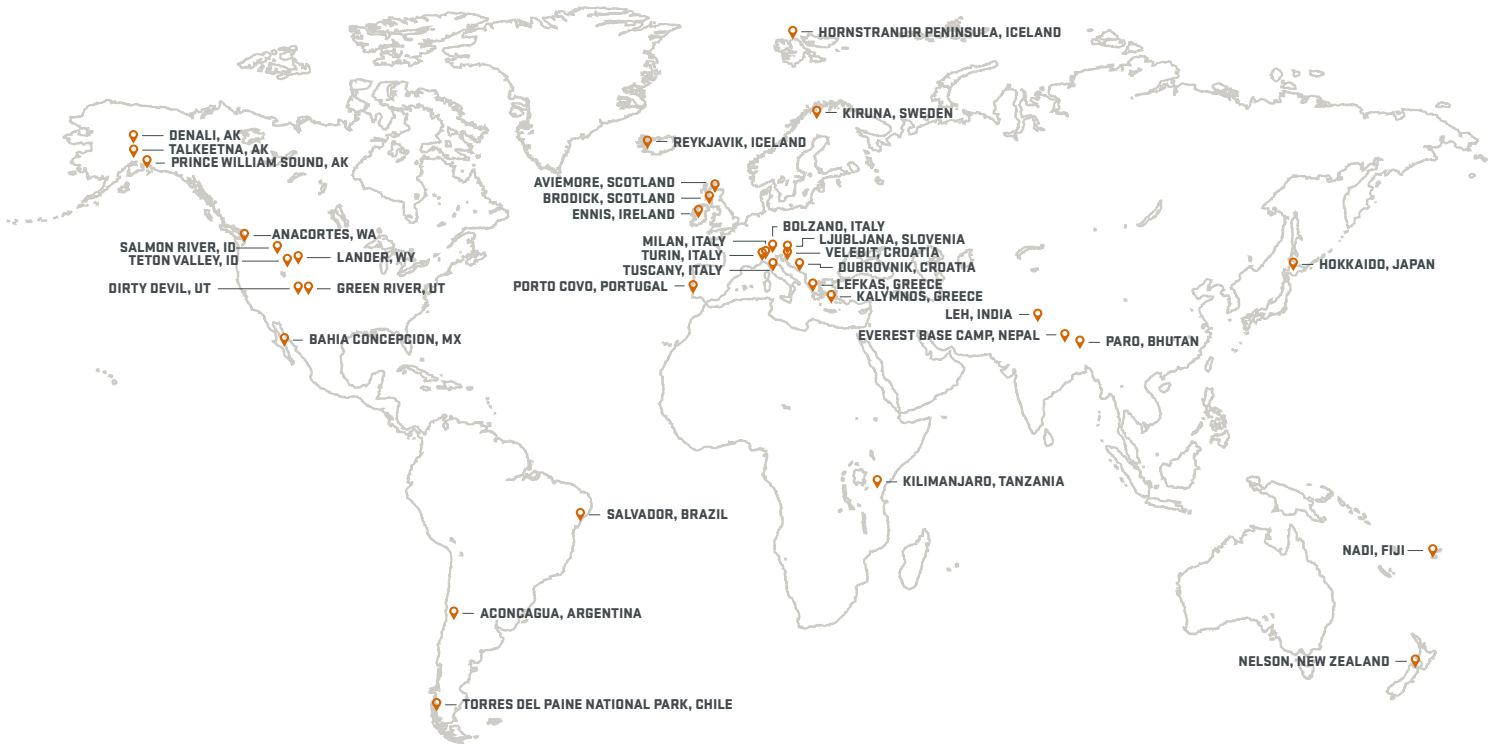 HORNSTRANDIR PENINSULA, ICELAND
KIRUNA, SWEDEN
DENALI, AK
TALKEETNA, AK
PRINCE WILLIAM SOUND, AK
REYKJAVIK, ICELAND
AVIEMORE, SCOTLAND
BRODICK, SCOTLAND
ENNIS, IRELAND
BOLZANO, ITALY
ANACORTES, WA
MILAN, ITALY
LJUBLJANA, SLOVENIA
SALMON RIVER, ID
TURIN, ITALY
VELEBIT, CROATIA
TETON VALLEY, ID
LANDER, WY
TUSCANY, ITALY
DUBROVNIK, CROATIA
HOKKAIDO, JAPAN
DIRTY DEVIL, UT
GREEN RIVER, UT
PORTO COVO, PORTUGAL
LEFKAS, GREECE
KALYMNOS, GREECE
LEH, INDIA
EVEREST BASE CAMP, NEPAL
PARO, BHUTAN
BAHIA CONCEPCION, MX
KILIMANJARO, TANZANIA
SALVADOR, BRAZIL
NADI, FIJI
ACONCAGUA, ARGENTINA
NELSON, NEW ZEALAND
TORRES DEL PAINE NATIONAL PARK, CHILE